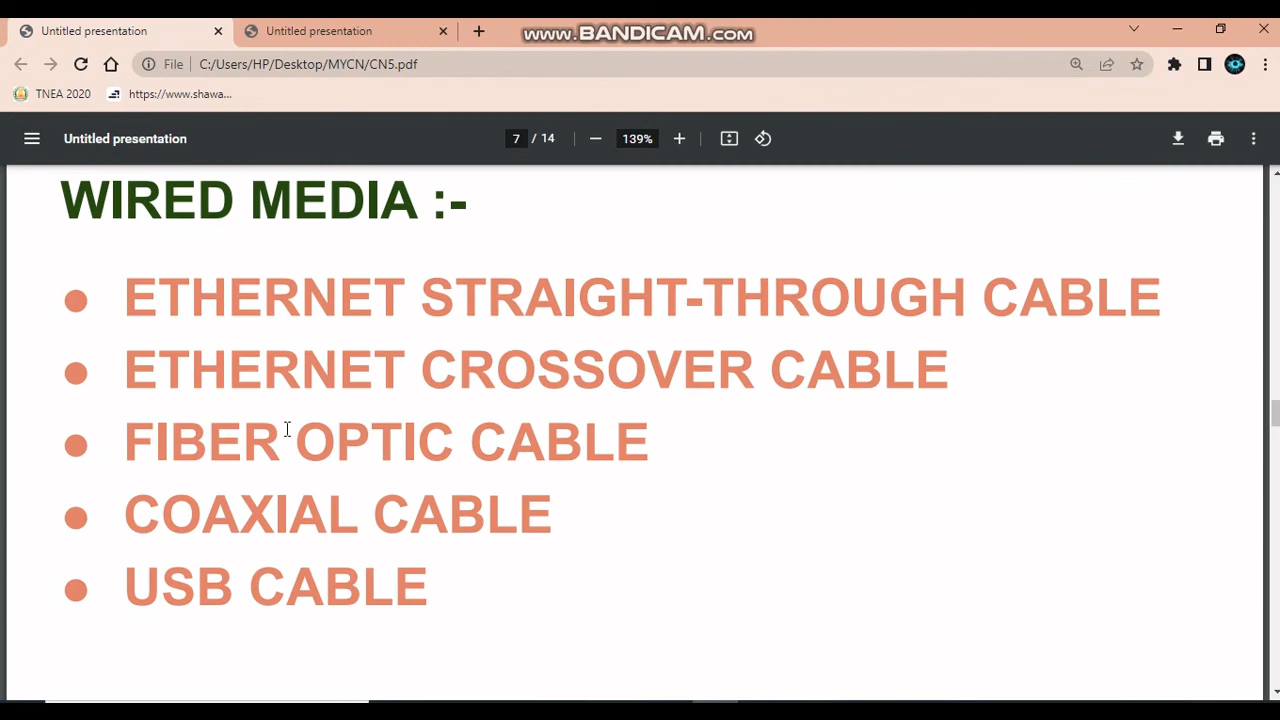 Untitled presentation
Untitled presentation
www.BANDICAM.com
File C:/Users/HP/Desktop/MYCN/CN5.pdf
TNEA 2020
https://www.shawa...
Untitled presentation
7 / 14
139%
WIRED MEDIA :-
● ETHERNET STRAIGHT-THROUGH CABLE
● ETHERNET CROSSOVER CABLE
● FIBER OPTIC CABLE
● COAXIAL CABLE
● USB CABLE